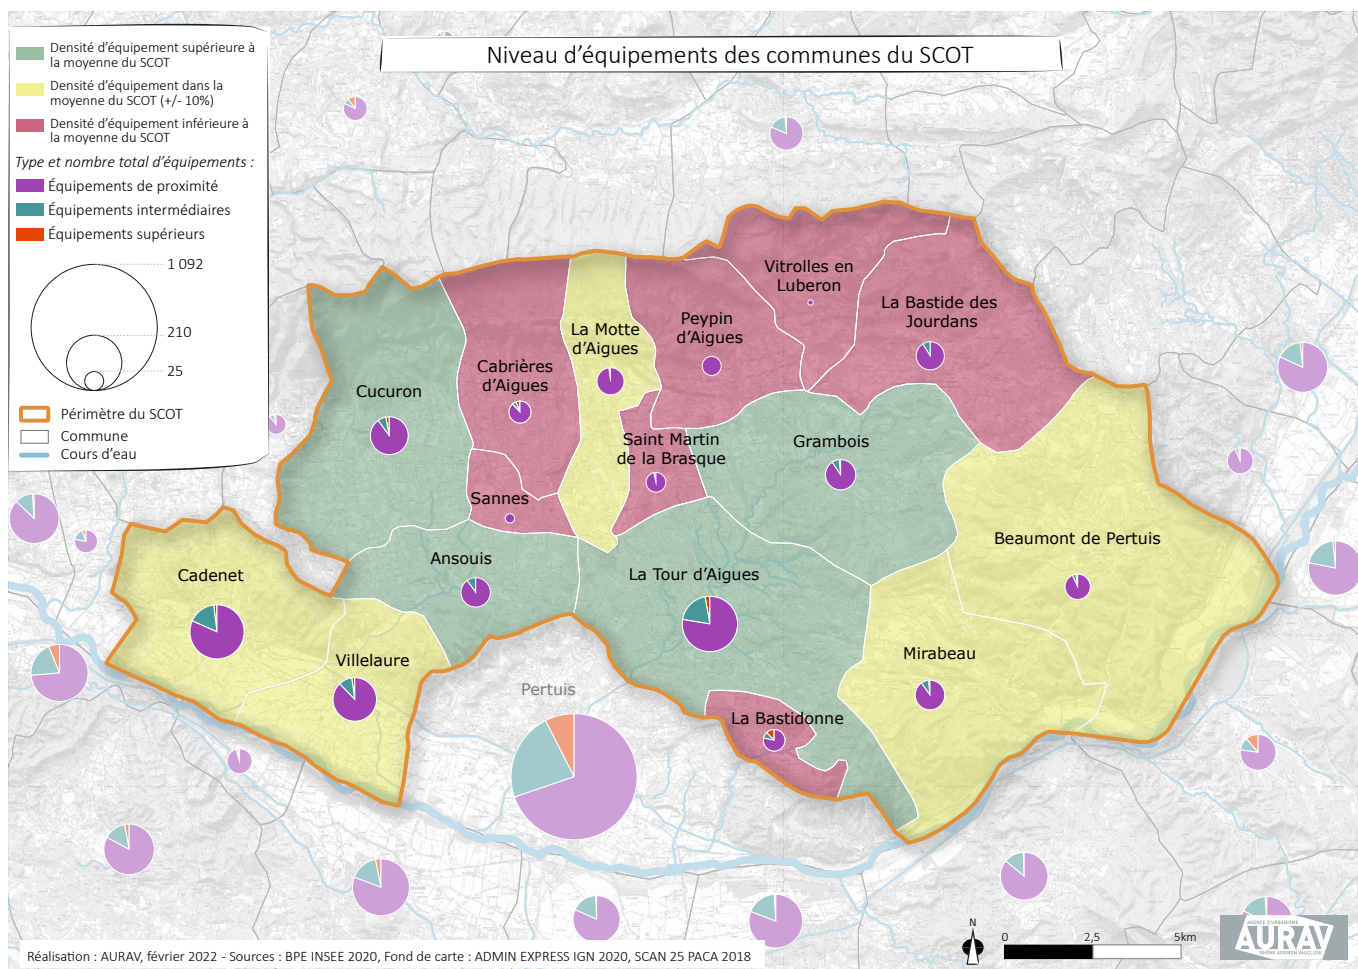 Niveau d'équipements des communes du SCOT
Densité d'équipement supérieure à
la moyenne du SCOT
Densité d'équipement dans la
moyenne du SCOT (+/- 10%)
Densité d'équipement inférieure à
la moyenne du SCOT
Type et nombre total d'équipements :
Équipements de proximité
Équipements intermédiaires
Équipements supérieurs
1 092
210
25
Périmètre du SCOT
Commune
Cours d'eau
Vitrolles en
Luberon
La Bastide des
Jourdans
Peypin
d'Aigues
La Motte
d'Aigues
Cabrières
d'Aigues
Cucuron
Saint Martin
de la Brasque
Grambois
Sannes
Beaumont de Pertuis
Ansouis
La Tour d'Aigues
Cadenet
Villelaure
Mirabeau
Pertuis
La Bastidonne
N
0
2,5
5km
AGENCE D'URBANISME
AURAV
RHÔNE AVIGNON VAUCLUSE
Réalisation : AURAV, février 2022 - Sources : BPE INSEE 2020, Fond de carte : ADMIN EXPRESS IGN 2020, SCAN 25 PACA 2018